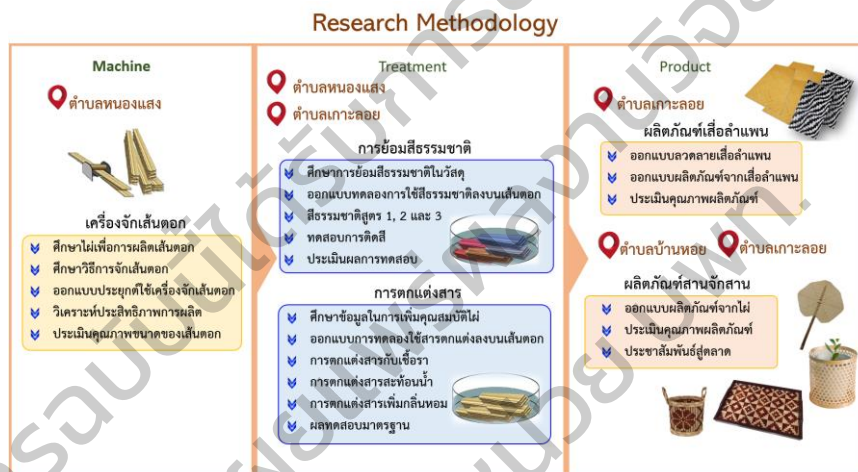 Research Methodology
Machine
ตำบลหนองแสง
เครื่องจักเส้นตอก
ศึกษาไผ่เพื่อการผลิตเส้นตอก
ศึกษาวิธีการจักเส้นตอก
ออกแบบประยุกต์ใช้เครื่องจักเส้นตอก
วิเคราะห์ประสิทธิภาพการผลิต
ประเมินคุณภาพขนาดของเส้นตอก
Treatment
ตำบลหนองแสง
ตำบลเกาะลอย
การย้อมสีธรรมชาติ
ศึกษาการย้อมสีธรรมชาติในวัสดุ
ออกแบบทดลองการใช้สีธรรมชาติลงบนเส้นตอก
สีธรรมชาติสูตร 1, 2 และ 3
ทดสอบการติดสี
ประเมินผลการทดสอบ
การตกแต่งสาร
ศึกษาข้อมูลในการเพิ่มคุณสมบัติไผ่
ออกแบบการทดลองใช้สารตกแต่งลงบนเส้นตอก
การตกแต่งสารกันเชื้อรา
การตกแต่งสารสะท้อนน้ำ
การตกแต่งสารเพิ่มกลิ่นหอม
ผลทดสอบมาตรฐาน
Product
ตำบลเกาะลอย
ผลิตภัณฑ์เสื่อลำแพน
ออกแบบลวดลายเสื่อลำแพน
ออกแบบผลิตภัณฑ์จากเสื่อลำแพน
ประเมินคุณภาพผลิตภัณฑ์
ตำบลบ้านหอย ตำบลเกาะลอย
ผลิตภัณฑ์สานจักสาน
ออกแบบผลิตภัณฑ์จากไผ่
ประเมินคุณภาพผลิตภัณฑ์
ประชาสัมพันธ์สู่ตลาด